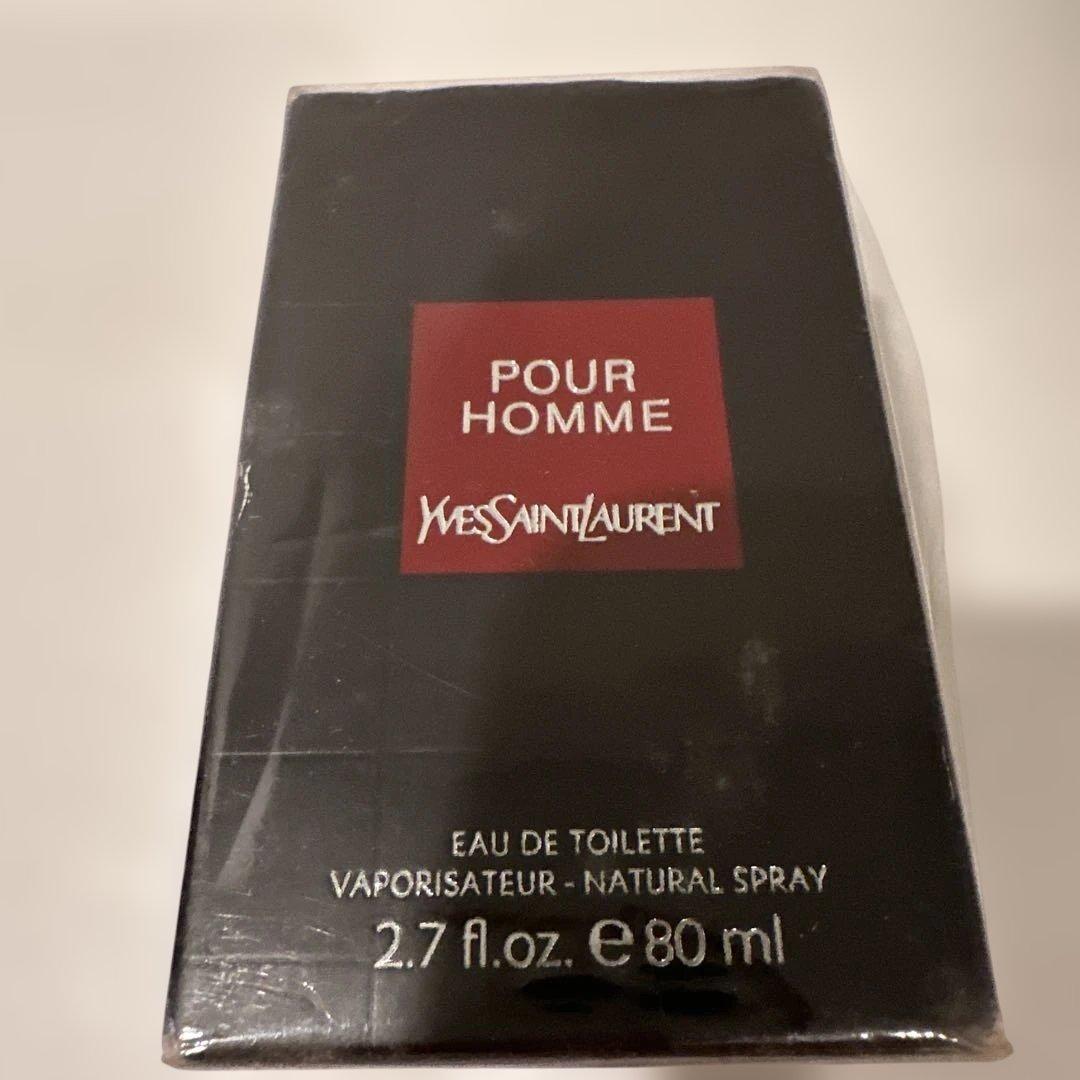 POUR
HOMME
YVESSAINTLAURENT
EAU DE TOILETTE
VAPORISATEUR - NATURAL SPRAY
2.7 fl.oz. e 80 ml